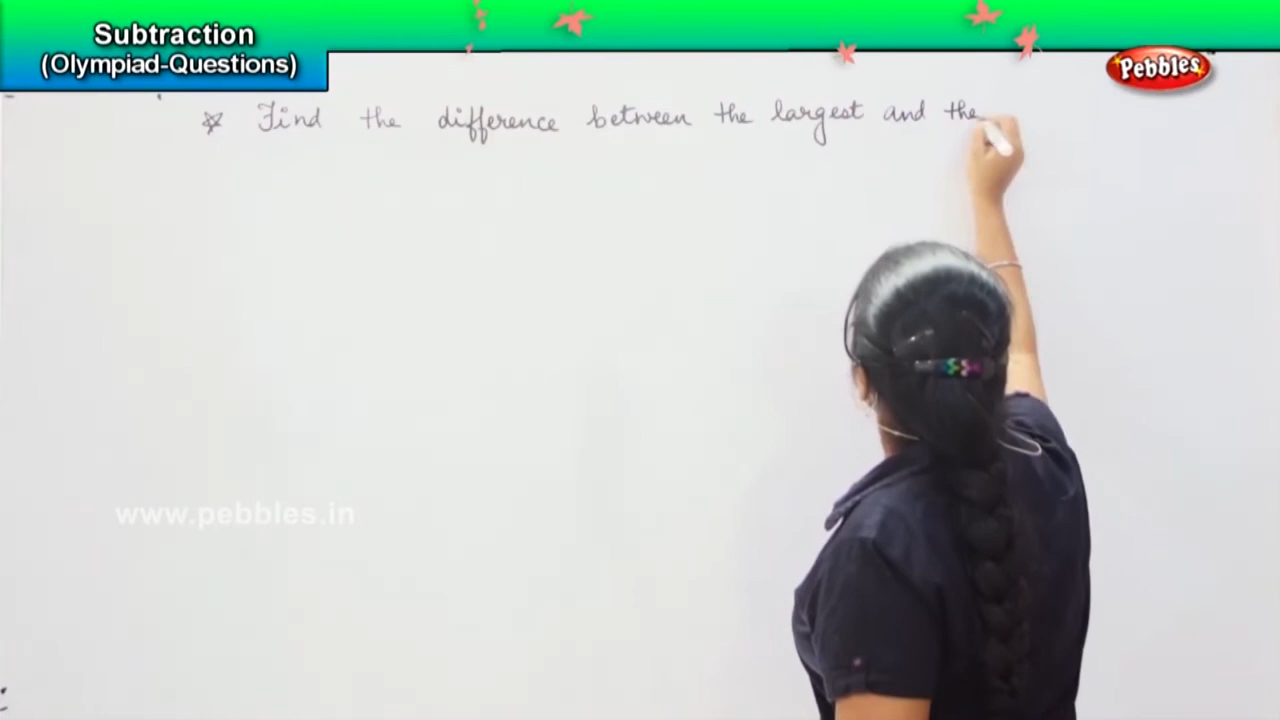 Subtraction
(Olympiad-Questions)
Pebbles
☆ Find the difference between the largest and the
www.pebbles.in